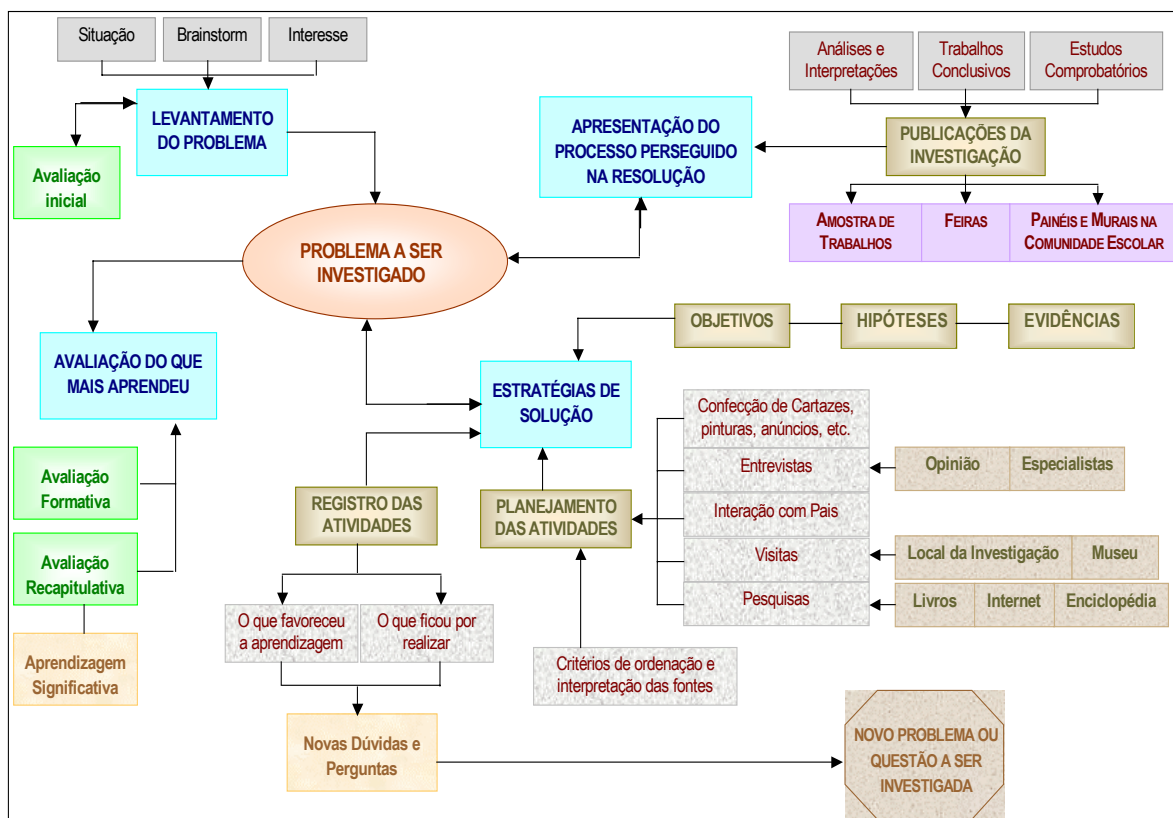 Situação
Brainstorm
Interesse
LEVANTAMENTO
DO PROBLEMA
Avaliação
inicial
Análises e
Interpretações
Trabalhos
Conclusivos
Estudos
Comprobatórios
PUBLICAÇÕES DA
INVESTIGAÇÃO
APRESENTAÇÃO DO
PROCESSO PERSEGUIDO
NA RESOLUÇÃO
AMOSTRA DE
TRABALHOS
FEIRAS
PAINÉIS E MURAIS NA
COMUNIDADE ESCOLAR
PROBLEMA A SER
INVESTIGADO
OBJETIVOS
HIPÓTESES
EVIDÊNCIAS
AVALIAÇÃO DO QUE
MAIS APRENDEU
ESTRATÉGIAS DE
SOLUÇÃO
Confecção de Cartazes,
pinturas, anúncios, etc.
Entrevistas
Opinião
Especialistas
Interação com Pais
Visitas
Local da Investigação
Museu
Pesquisas
Livros
Internet
Enciclopédia
Avaliação
Formativa
Avaliação
Recapitulativa
Aprendizagem
Significativa
REGISTRO DAS
ATIVIDADES
PLANEJAMENTO
DAS ATIVIDADES
O que favoreceu
a aprendizagem
O que ficou por
realizar
Critérios de ordenação e
interpretação das fontes
Novas Dúvidas e
Perguntas
NOVO PROBLEMA OU
QUESTÃO A SER
INVESTIGADA